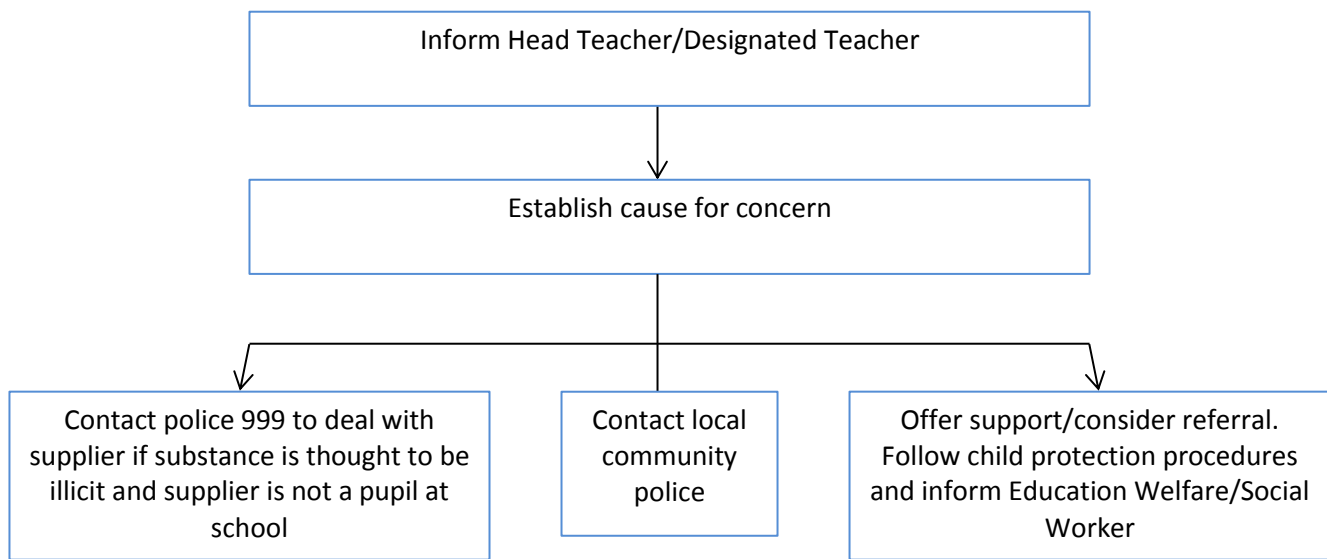 Inform Head Teacher/Designated Teacher
Establish cause for concern
Contact police 999 to deal with
supplier if substance is thought to be
illicit and supplier is not a pupil at
school
Contact local
community
police
Offer support/consider referral.
Follow child protection procedures
and inform Education Welfare/Social
Worker